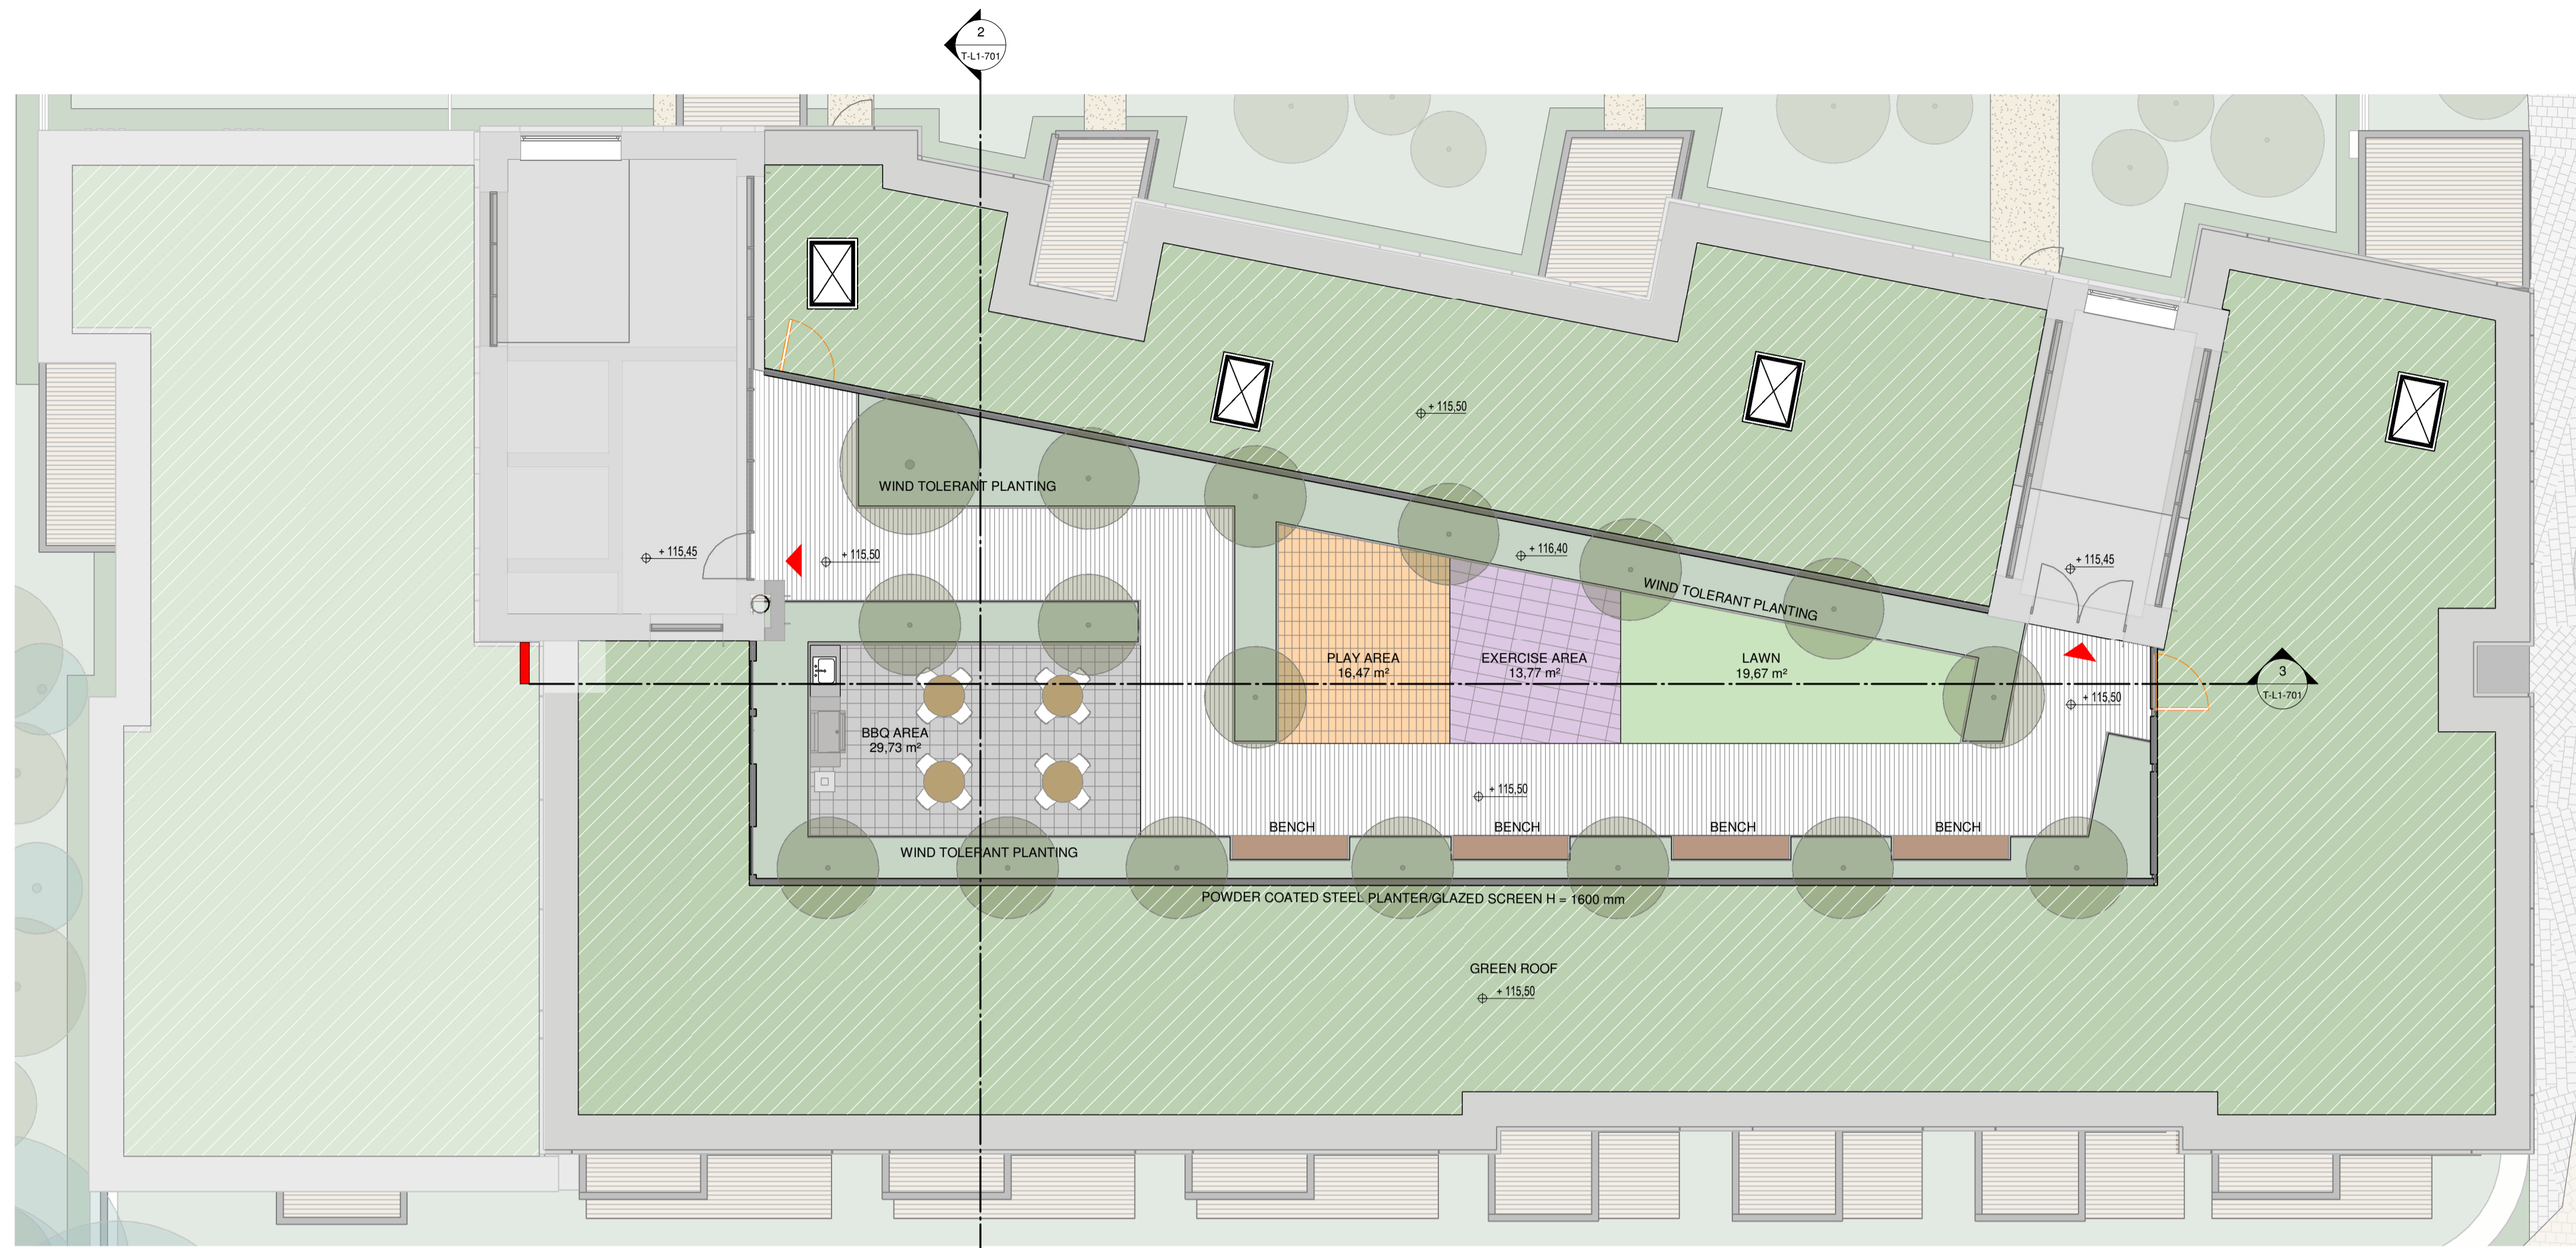 2
T-L1-701
+ 115,50
WIND TOLERANT PLANTING
+ 115,45
+ 115,50
+ 116,40
+ 115,45
WIND TOLERANT PLANTING
PLAY AREA
16,47 m²
EXERCISE AREA
13,77 m²
LAWN
19,67 m²
3
T-L1-701
+ 115,50
BBQ AREA
29,73 m²
+ 115,50
BENCH
BENCH
BENCH
BENCH
WIND TOLERANT PLANTING
POWDER COATED STEEL PLANTER/GLAZED SCREEN H = 1600 mm
GREEN ROOF
+ 115,50